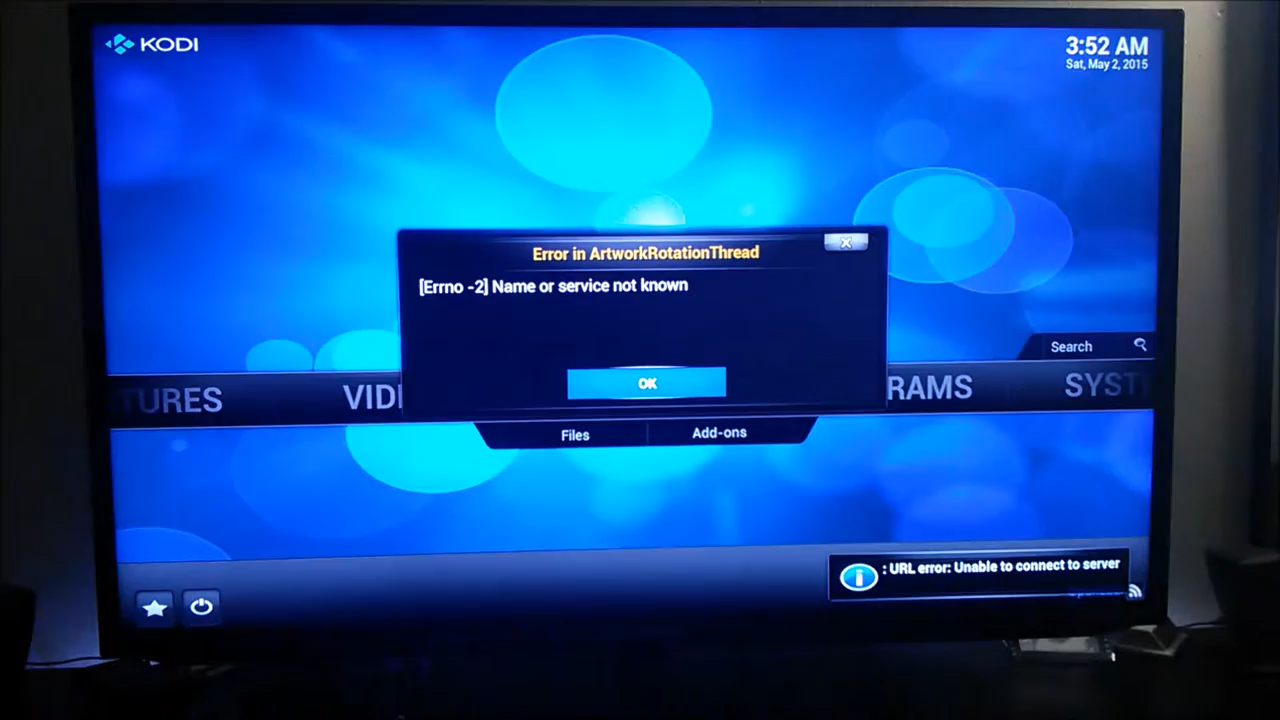 KODI
3:52 AM
Sat, May 2, 2015
Error in ArtworkRotationThread
x
[Errno -2] Name or service not known
OK
Search
TURES
VID
RAMS
SYST
Files
Add-ons
: URL error: Unable to connect to server